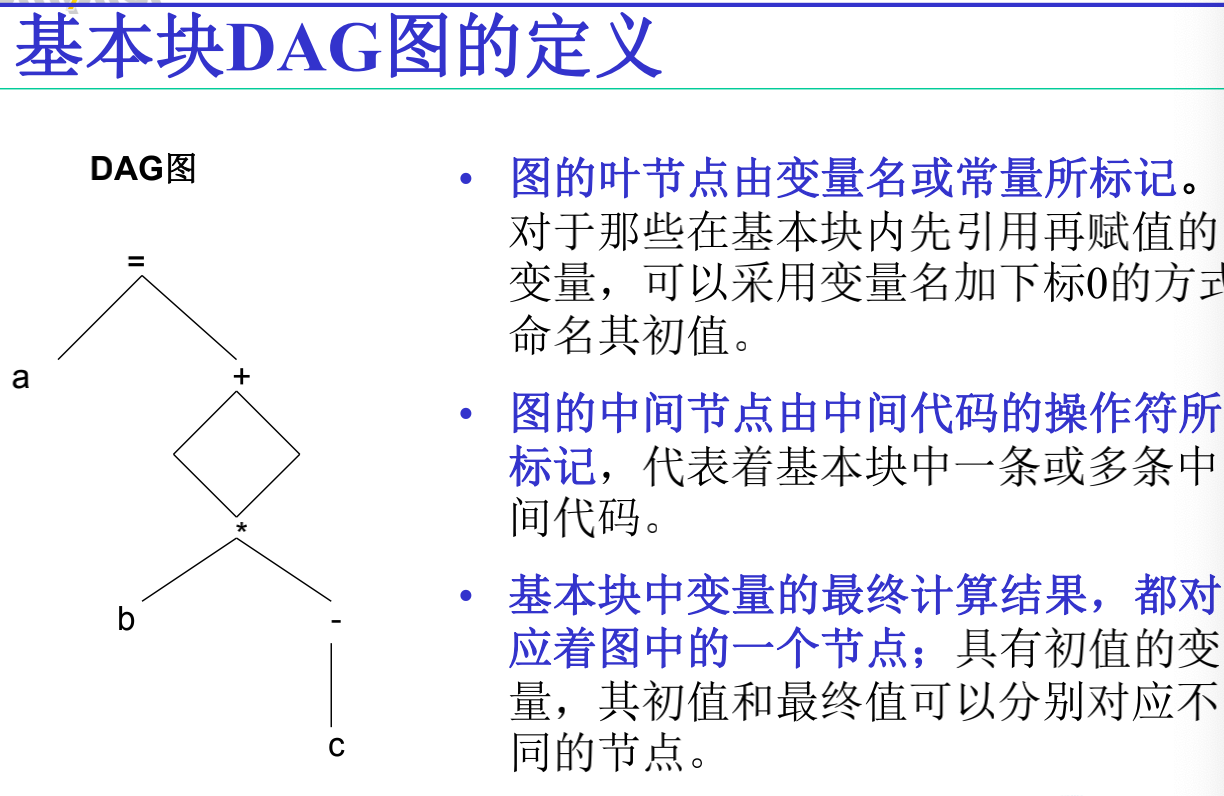 基本块DAG图的定义
DAG图
=
a
+
*
b
-
c
• 图的叶节点由变量名或常量所标记。
对于那些在基本块内先引用再赋值的
变量，可以采用变量名加下标0的方式
命名其初值。
• 图的中间节点由中间代码的操作符所
标记，代表着基本块中一条或多条中
间代码。
• 基本块中变量的最终计算结果，都对
应着图中的一个节点；具有初值的变
量，其初值和最终值可以分别对应不
同的节点。